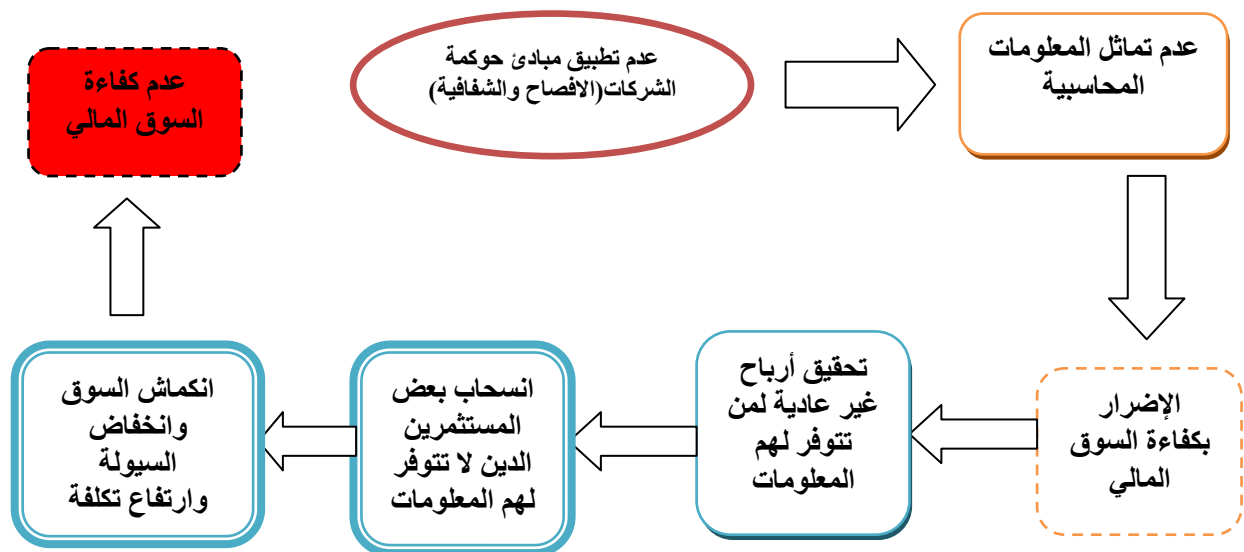 عدم تطبيق مبادئ حوكمة
الشركات(الافصاح والشفافية)
عدم تماثل المعلومات
المحاسبية
الإضرار
بكفاءة السوق
المالي
تحقيق أرباح
غير عادية لمن
تتوفر لهم
المعلومات
انسحاب بعض
المستثمرين
الدين لا تتوفر
لهم المعلومات
انكماش السوق
وانخفاض
السيولة
وارتفاع تكلفة
عدم كفاءة
السوق المالي